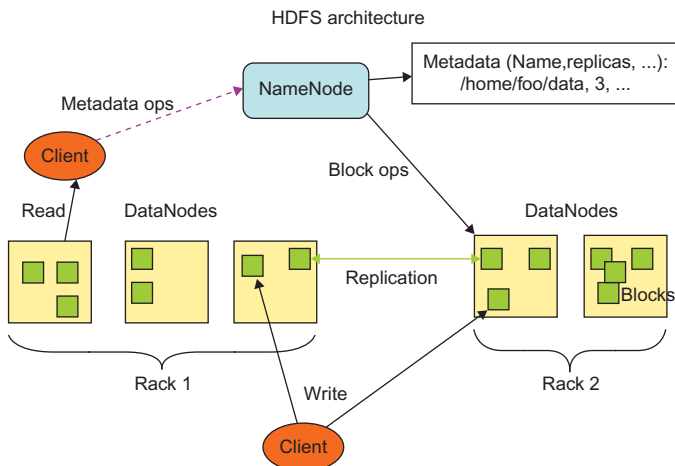 HDFS architecture
Metadata (Name,replicas, ...):
/home/foo/data, 3, ...
NameNode
Metadata ops
Client
Block ops
Read
DataNodes
DataNodes
Replication
Blocks
Rack 1
Rack 2
Write
Client